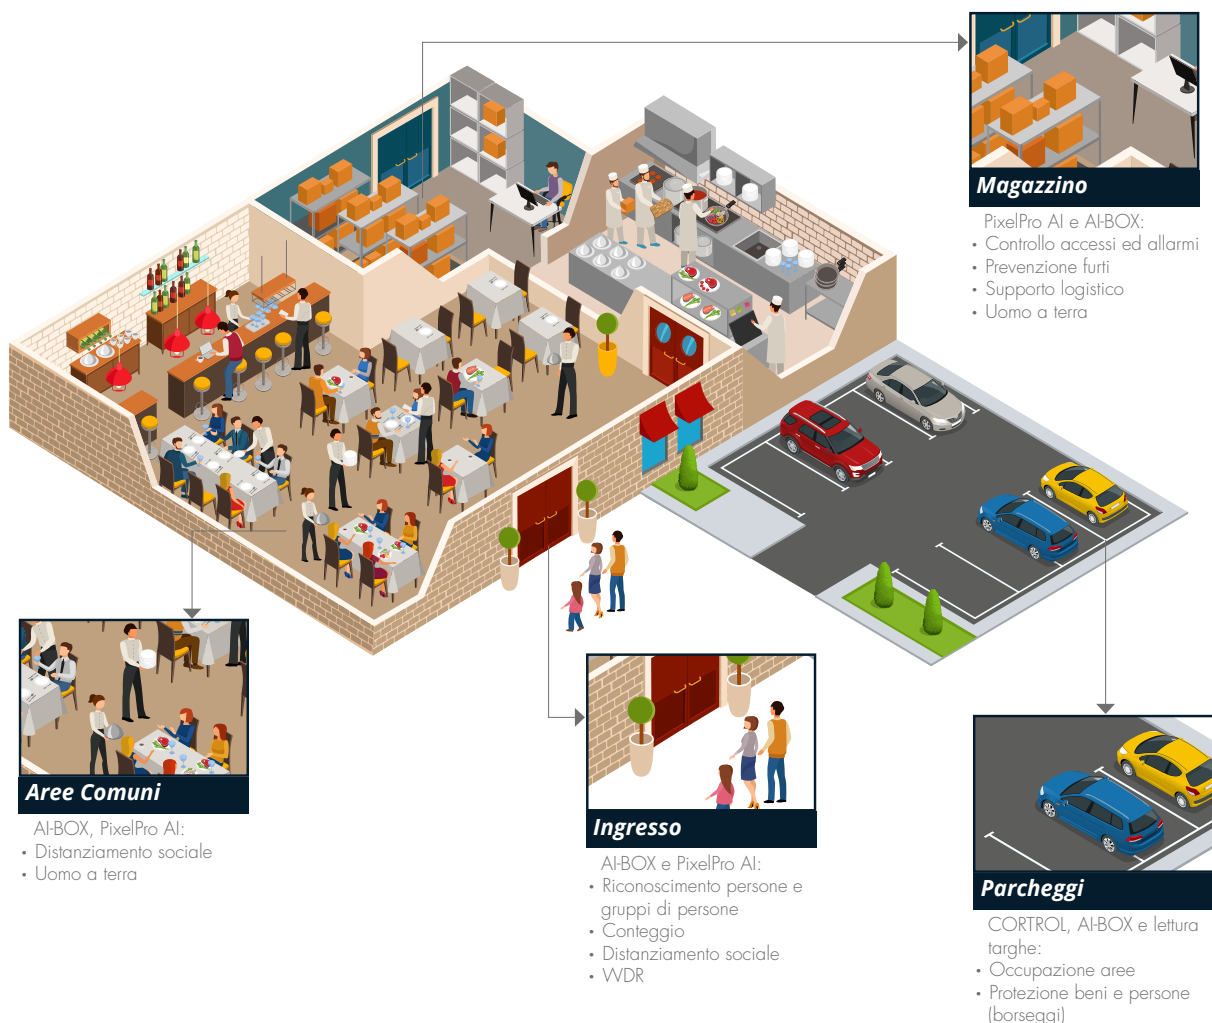 Magazzino
PixelPro AI e AI-BOX:
• Controllo accessi ed allarmi
• Prevenzione furti
• Supporto logistico
• Uomo a terra
Aree Comuni
AI-BOX, PixelPro AI:
• Distanziamento sociale
• Uomo a terra
Ingresso
AI-BOX e PixelPro AI:
• Riconoscimento persone e
gruppi di persone
• Conteggio
• Distanziamento sociale
• WDR
Parcheggi
CORTROL, AI-BOX e lettura
targhe:
• Occupazione aree
• Protezione beni e persone
(borseggi)